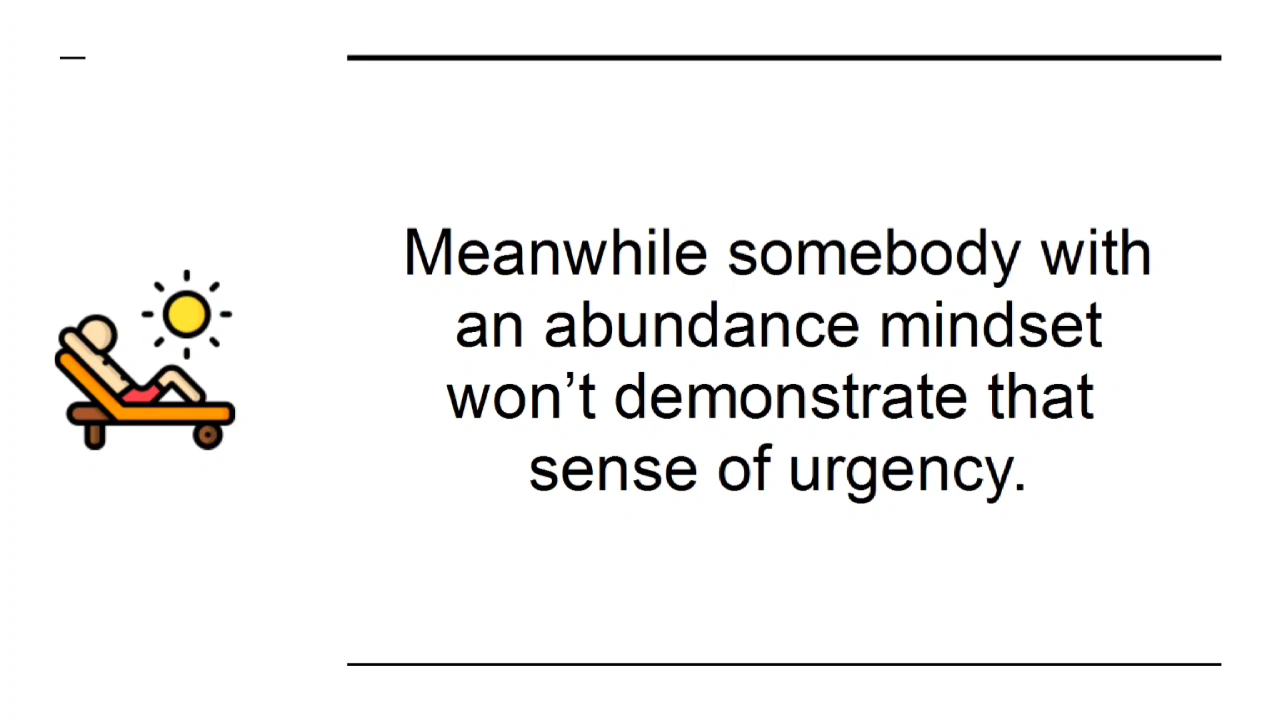 Meanwhile somebody with
an abundance mindset
won’t demonstrate that
sense of urgency.